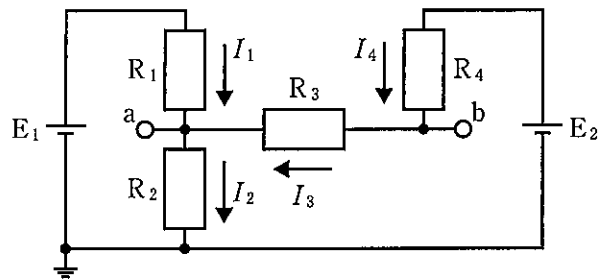 R₁
I₁
I₄
R₄
R₃
a
b
E₁
E₂
R₂
I₂
I₃